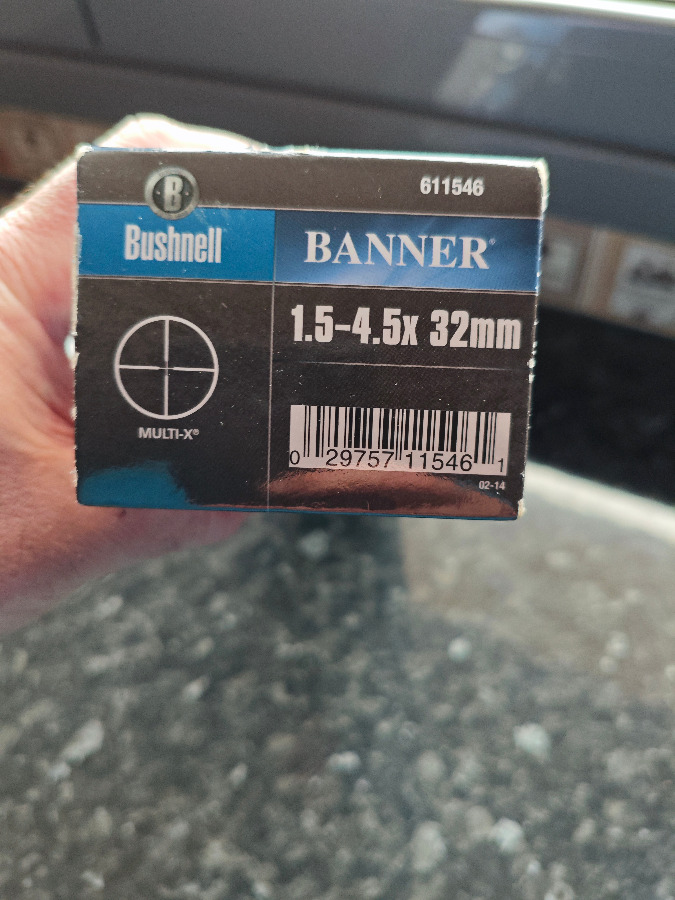 B
611546
Bushnell
BANNER®
1.5-4.5x 32mm
MULTI-X®
0 29757 11546 1
02-14